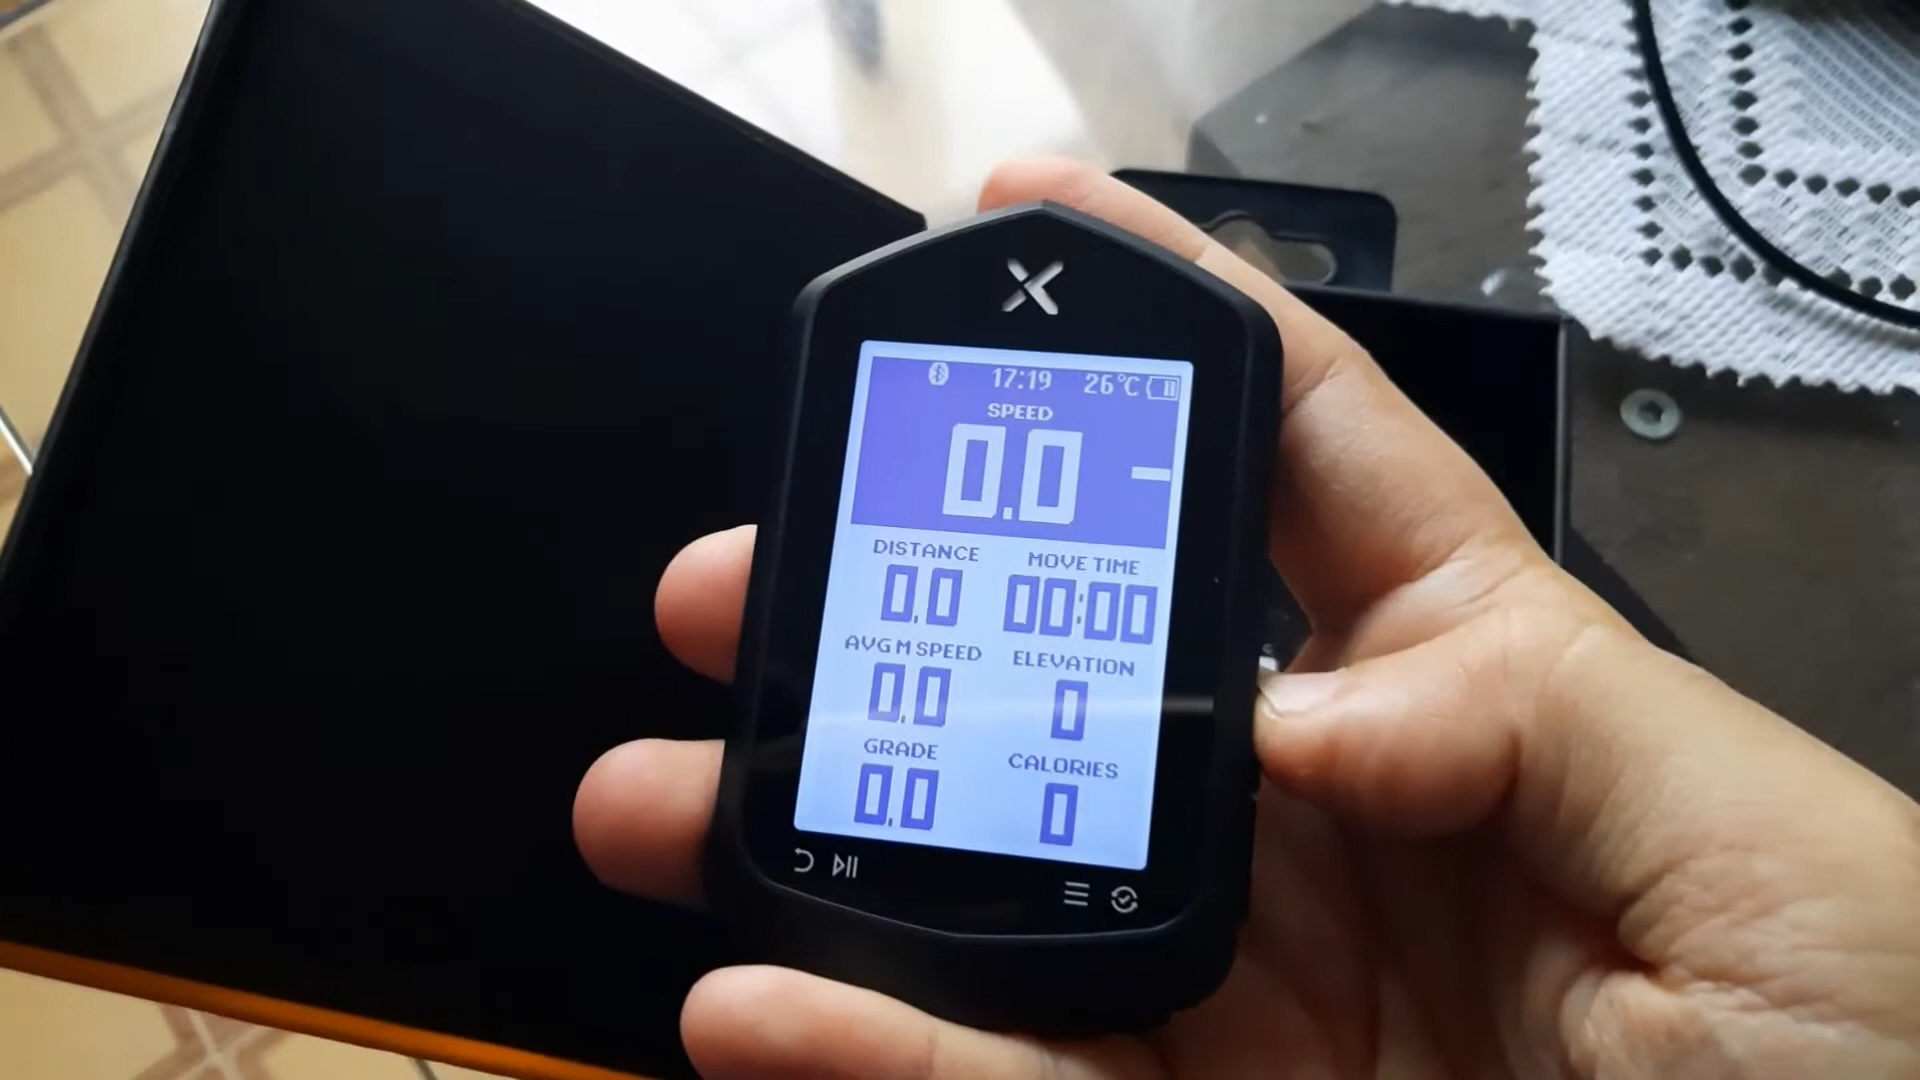 X
17:19 26°C
SPEED
0.0 -
DISTANCE MOVE TIME
0.0 00:00
AVG M SPEED ELEVATION
0.0 0
GRADE CALORIES
0.0 0